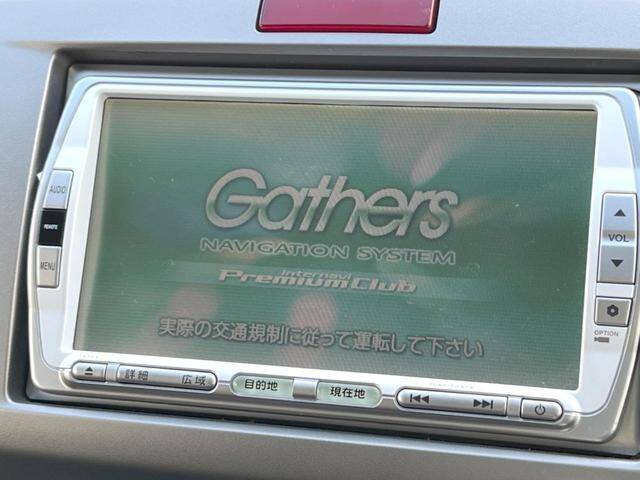 Gathers
NAVIGATION SYSTEM
internavi
PremiumClub
実際の交通規制に従って運転して下さい
AUDIO
REMOTE
MENU
VOL
OPTION
詳細 広域
目的地
現在地